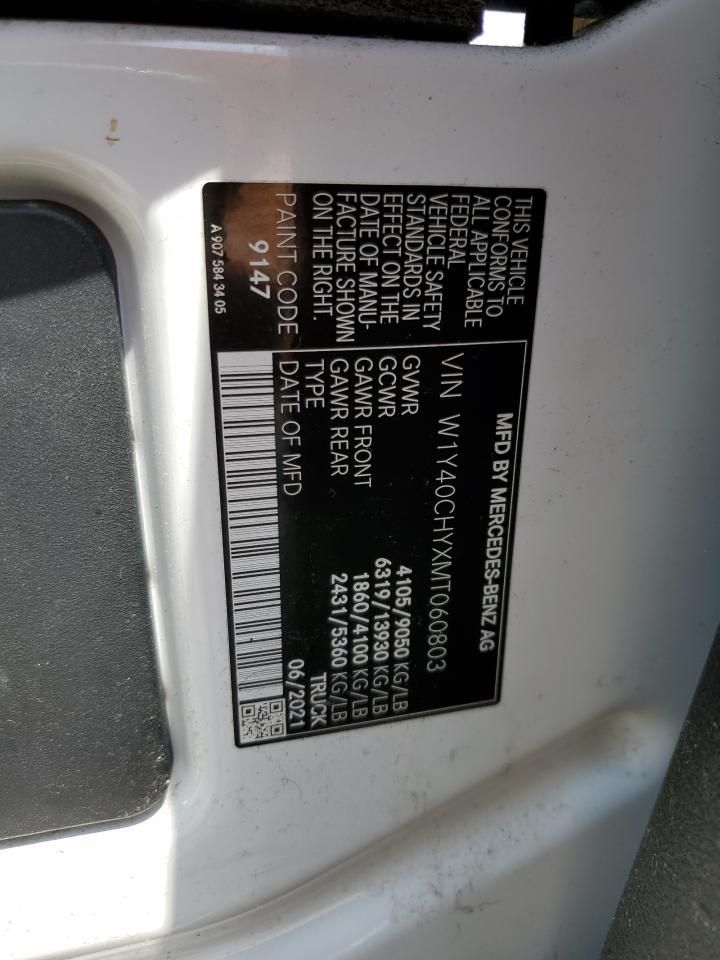 MFD BY MERCEDES-BENZ AG
VIN W1Y40CHYXMT060803
GVWR 4105/9050 KG/LB
GCWR 6319/13930 KG/LB
GAWR FRONT 1860/4100 KG/LB
GAWR REAR 2431/5360 KG/LB
TYPE TRUCK
DATE OF MFD 06/2021
THIS VEHICLE
CONFORMS TO
ALL APPLICABLE
FEDERAL
VEHICLE SAFETY
STANDARDS IN
EFFECT ON THE
DATE OF MANU-
FACTURE SHOWN
ON THE RIGHT.
PAINT CODE
9147
A 907 584 34 05